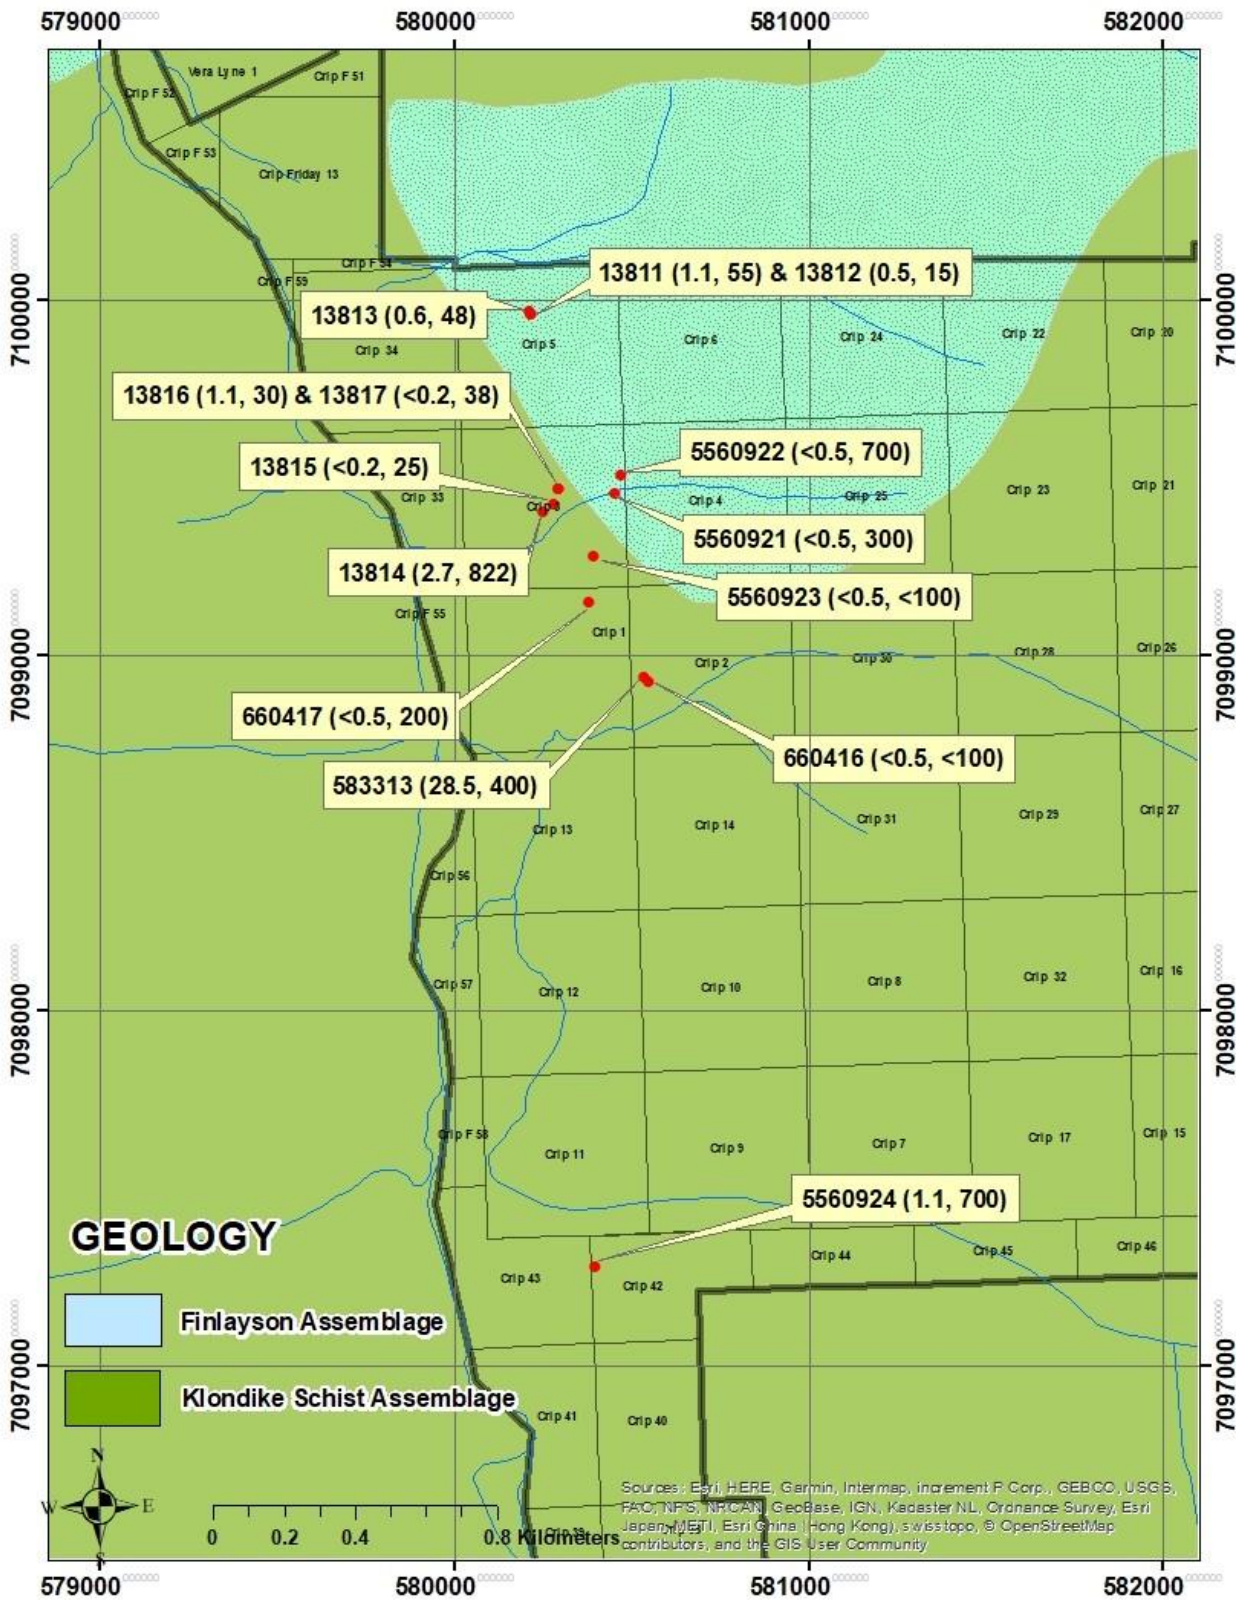 579000 580000 581000 582000
Vera Lyne 1
Crip F 51
Crip F 52
Crip F 53
Crip Friday 13
Crip F 54
13811 (1.1, 55) & 13812 (0.5, 15)
Crip F 59
7100000
7100000
13813 (0.6, 48)
Crip 34
Crip 5
Crip 6
Crip 24
Crip 22
Crip 20
13816 (1.1, 30) & 13817 (<0.2, 38)
5560922 (<0.5, 700)
13815 (<0.2, 25)
Crip 33
Crip 4
Crip 25
Crip 23
Crip 21
5560921 (<0.5, 300)
13814 (2.7, 822)
5560923 (<0.5, <100)
Crip F 55
Crip 1
Crip 2
Crip 30
Crip 28
Crip 26
7099000
7099000
660417 (<0.5, 200)
660416 (<0.5, <100)
583313 (28.5, 400)
Crip 13
Crip 14
Crip 31
Crip 29
Crip 27
Crip 56
Crip 57
Crip 12
Crip 10
Crip 8
Crip 32
Crip 16
7098000
7098000
Crip F 58
Crip 11
Crip 9
Crip 7
Crip 17
Crip 15
5560924 (1.1, 700)
GEOLOGY
Crip 43
Crip 42
Crip 44
Crip 45
Crip 46
Finlayson Assemblage
7097000
7097000
Klondike Schist Assemblage
Crip 41
Crip 40
N
W E
S
0 0.2 0.4 0.8 Kilometers
Sources: Esri, HERE, Garmin, Intermap, increment P Corp., GEBCO, USGS,
FAO, NPS, NRCAN, GeoBase, IGN, Kadaster NL, Ordnance Survey, Esri
Japan, METI, Esri China (Hong Kong), swisstopo, © OpenStreetMap
contributors, and the GIS User Community
579000 580000 581000 582000